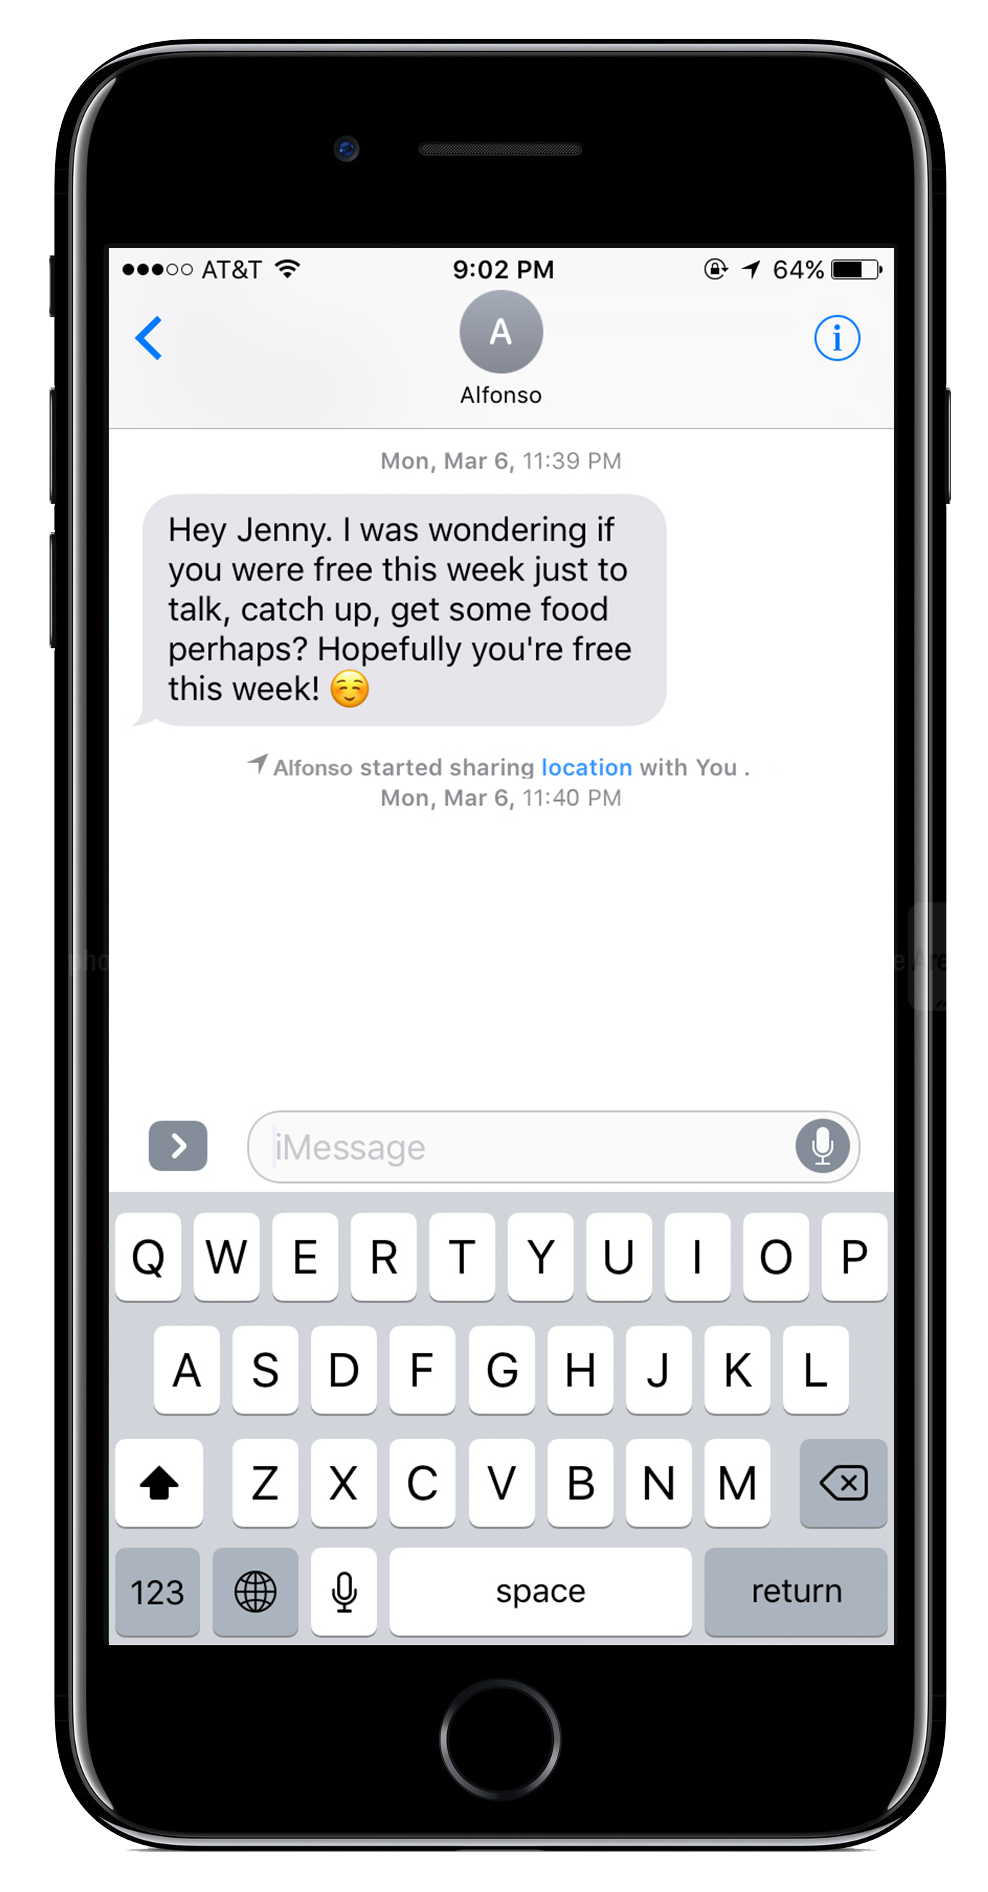 AT&T 9:02 PM 64%
A
i
Alfonso
Mon, Mar 6, 11:39 PM
Hey Jenny. I was wondering if
you were free this week just to
talk, catch up, get some food
perhaps? Hopefully you're free
this week! ☺️
Alfonso started sharing location with You .
Mon, Mar 6, 11:40 PM
iMessage
Q W E R T Y U I O P
A S D F G H J K L
Z X C V B N M
123 space return